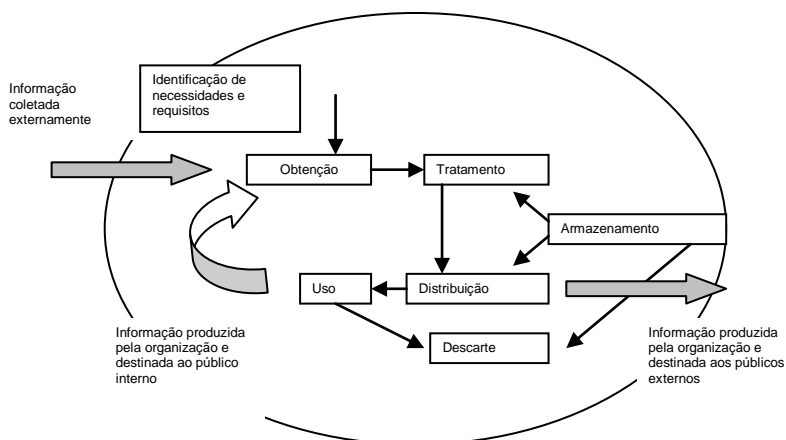 Identificação de
necessidades e
requisitos
Informação
coletada
externamente
Obtenção
Tratamento
Armazenamento
Uso
Distribuição
Informação produzida
pela organização e
destinada ao público
interno
Descarte
Informação produzida
pela organização e
destinada aos públicos
externos